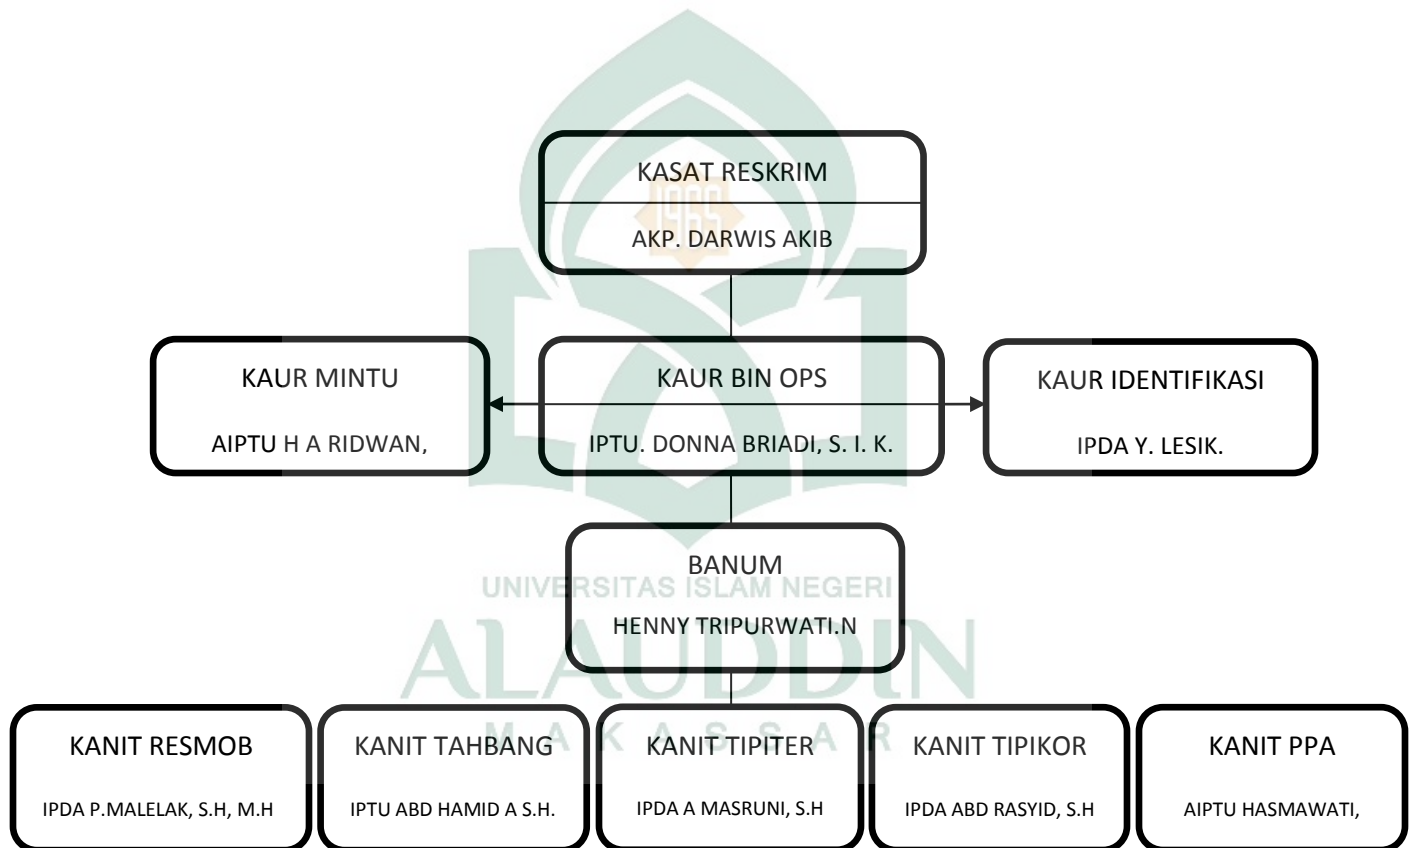 KASAT RESKRIM
AKP. DARWIS AKIB
1965
KAUR MINTU
AIPTU H A RIDWAN,
KAUR BIN OPS
IPTU. DONNA BRIADI, S. I. K.
KAUR IDENTIFIKASI
IPDA Y. LESIK.
BANUM
HENNY TRIPURWATI.N
UNIVERSITAS ISLAM NEGERI
ALAUDDIN
MAKASSAR
KANIT RESMOB
IPDA P.MALELAK, S.H, M.H
KANIT TAHBANG
IPTU ABD HAMID A S.H.
KANIT TIPITER
IPDA A MASRUNI, S.H
KANIT TIPIKOR
IPDA ABD RASYID, S.H
KANIT PPA
AIPTU HASMAWATI,